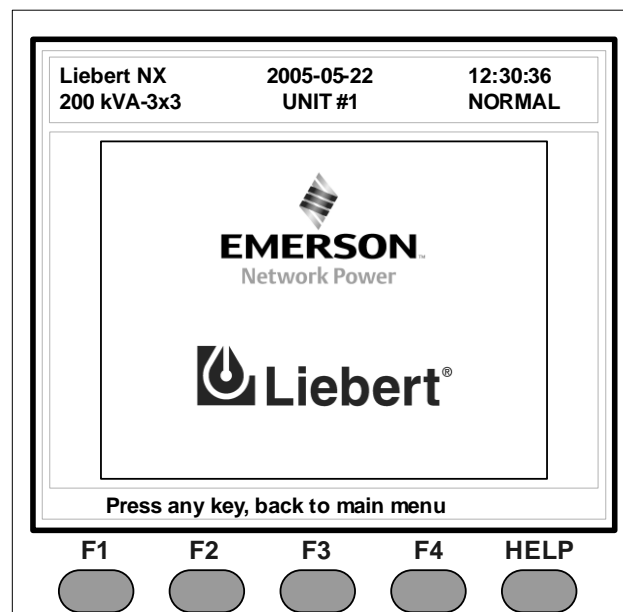 Liebert NX 2005-05-22 12:30:36
200 kVA-3x3 UNIT #1 NORMAL
EMERSON™
Network Power
Liebert®
Press any key, back to main menu
F1 F2 F3 F4 HELP